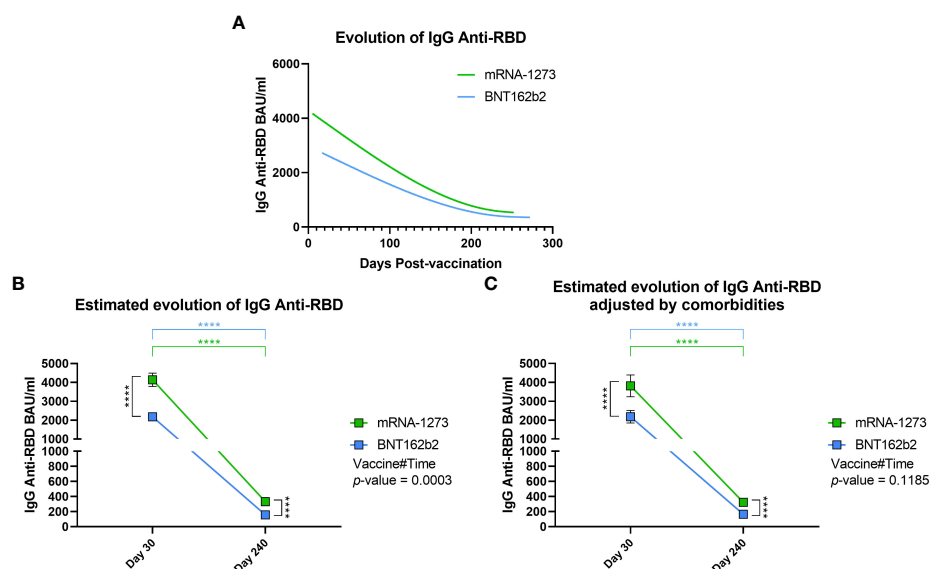 A
Evolution of IgG Anti-RBD
IgG Anti-RBD BAU/ml
6000
4000
2000
0
mRNA-1273
BNT162b2
0 100 200 300
Days Post-vaccination
B
Estimated evolution of IgG Anti-RBD
****
****
IgG Anti-RBD BAU/ml
5000
4000
3000
2000
1000
1000
800
600
400
200
0
****
****
mRNA-1273
BNT162b2
Vaccine#Time
p-value = 0.0003
Day 30
Day 240
C
Estimated evolution of IgG Anti-RBD
adjusted by comorbidities
****
****
IgG Anti-RBD BAU/ml
5000
4000
3000
2000
1000
1000
800
600
400
200
0
****
****
mRNA-1273
BNT162b2
Vaccine#Time
p-value = 0.1185
Day 30
Day 240